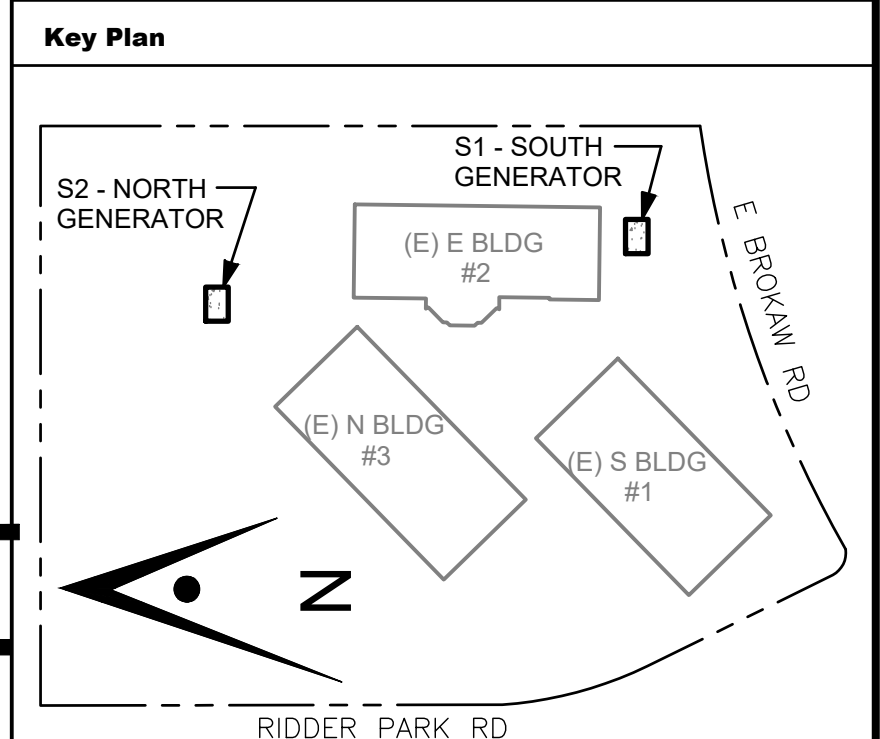 Key Plan
S1 - SOUTH
GENERATOR
S2 - NORTH
GENERATOR
(E) E BLDG
#2
E BROKAW RD
(E) N BLDG
#3
(E) S BLDG
#1
N
RIDDER PARK RD